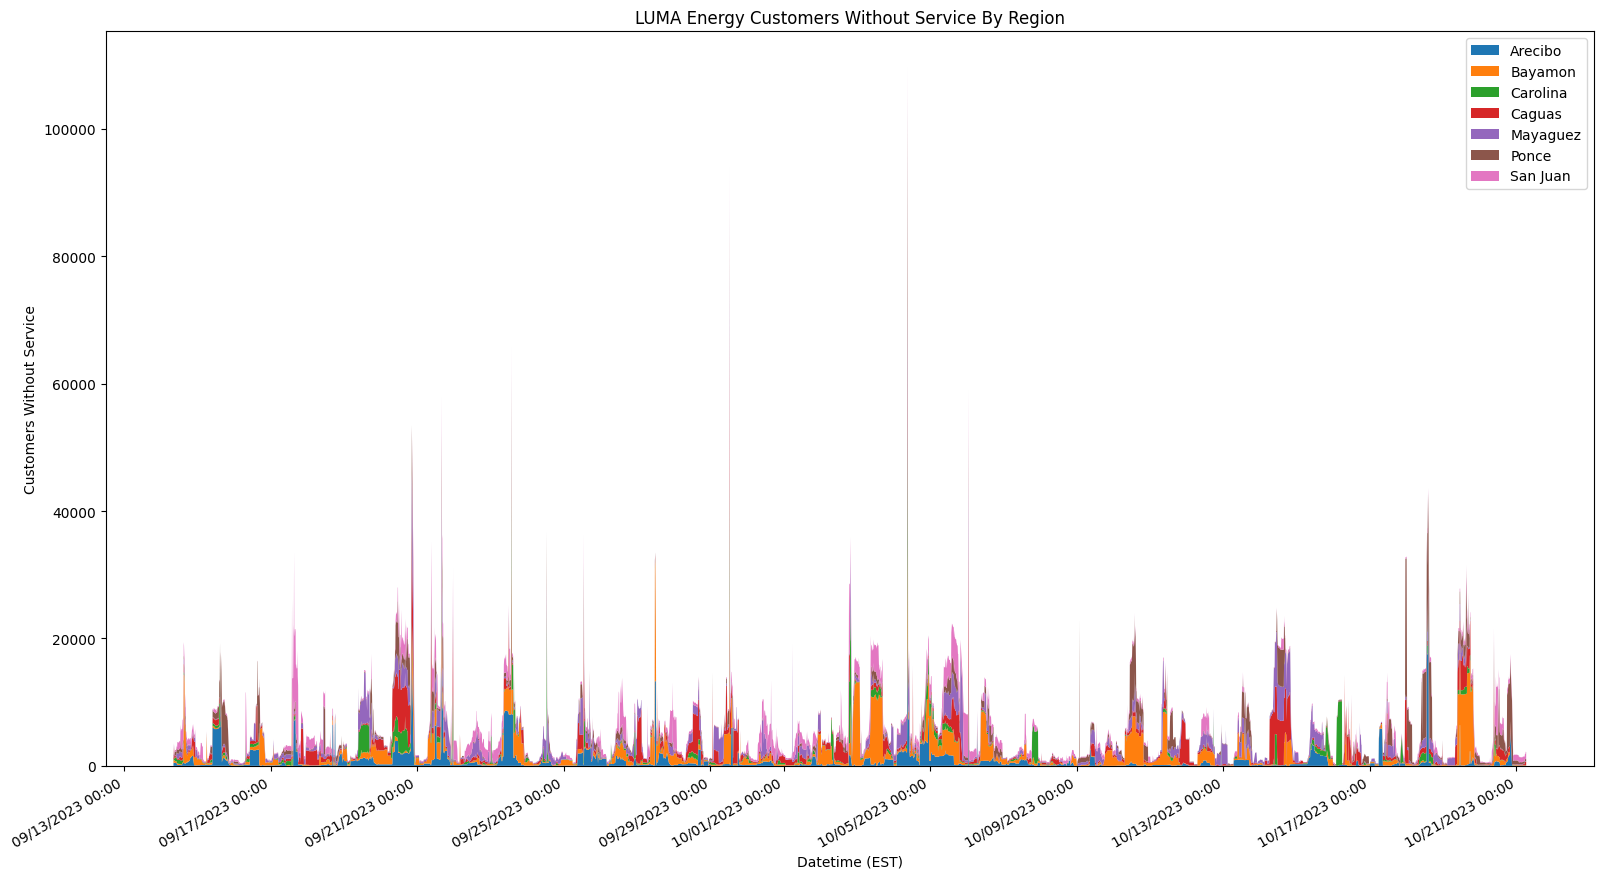 LUMA Energy Customers Without Service By Region
Arecibo
Bayamon
Carolina
Caguas
Mayaguez
Ponce
San Juan
Customers Without Service
100000
80000
60000
40000
20000
0
09/13/2023 00:00
09/17/2023 00:00
09/21/2023 00:00
09/25/2023 00:00
09/29/2023 00:00
10/01/2023 00:00
10/05/2023 00:00
10/09/2023 00:00
10/13/2023 00:00
10/17/2023 00:00
10/21/2023 00:00
Datetime (EST)